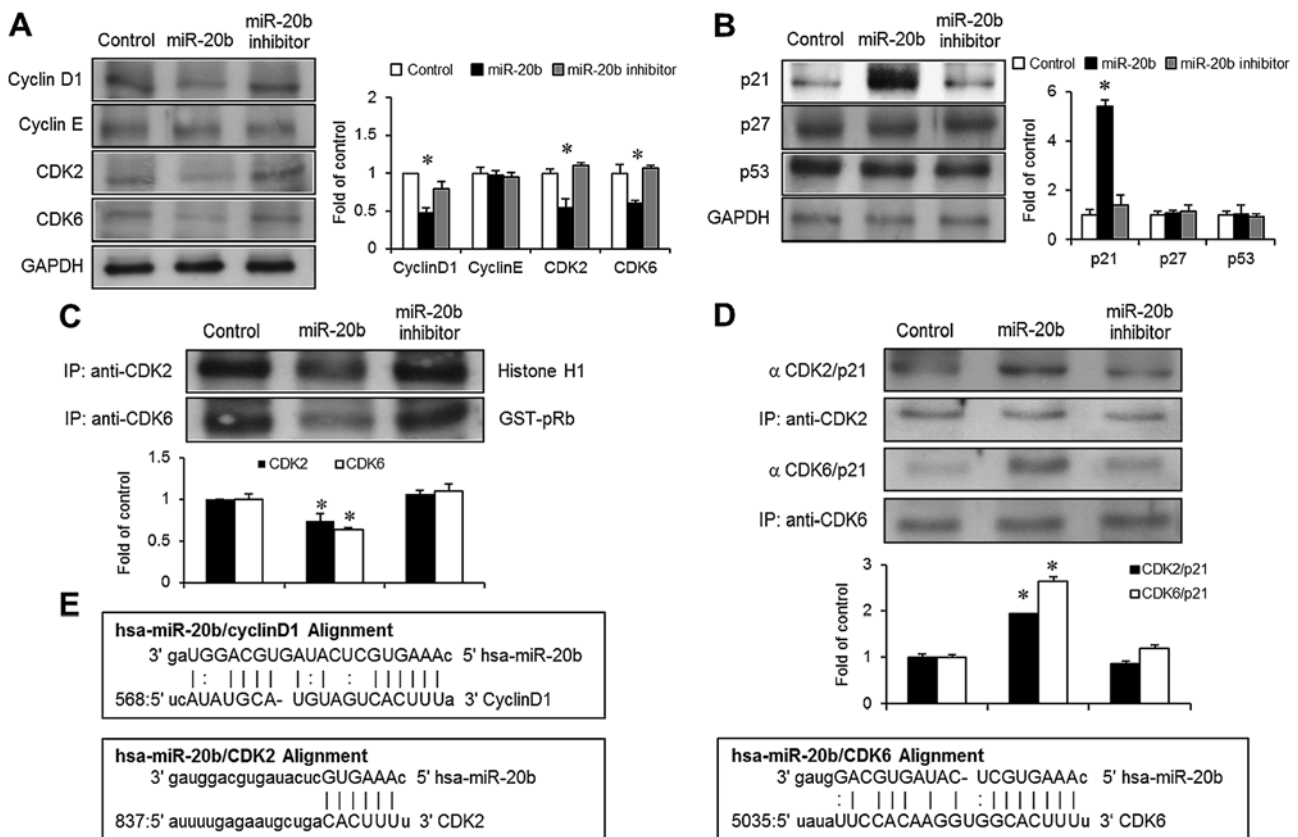 A
Control miR-20b miR-20b inhibitor
Cyclin D1
Cyclin E
CDK2
CDK6
GAPDH
Control miR-20b miR-20b inhibitor
Fold of control
2
1.5
1
0.5
0
CyclinD1 CyclinE CDK2 CDK6
* * *
B
Control miR-20b miR-20b inhibitor
p21
p27
p53
GAPDH
Control miR-20b miR-20b inhibitor
Fold of control
6
4
2
0
*
p21 p27 p53
C
Control miR-20b miR-20b inhibitor
IP: anti-CDK2 Histone H1
IP: anti-CDK6 GST-pRb
CDK2 CDK6
Fold of control
1.5
1
0.5
0
* *
D
Control miR-20b miR-20b inhibitor
α CDK2/p21
IP: anti-CDK2
α CDK6/p21
IP: anti-CDK6
CDK2/p21
CDK6/p21
Fold of control
3
2
1
0
* *
E
hsa-miR-20b/cyclinD1 Alignment
3' gaUGGACGUGAUACUCGUGAAAc 5' hsa-miR-20b
568:5' ucAUAUGCA- UGUAGUCACUUUa 3' CyclinD1
hsa-miR-20b/CDK2 Alignment
3' gauggacgugauacucGUGAAAc 5' hsa-miR-20b
837:5' auuuugagaaugcugaCACUUUu 3' CDK2
hsa-miR-20b/CDK6 Alignment
3' gaugGACGUGAUAC- UCGUGAAAc 5' hsa-miR-20b
5035:5' uauaUUCCACAAGGUGGCACUUUu 3' CDK6